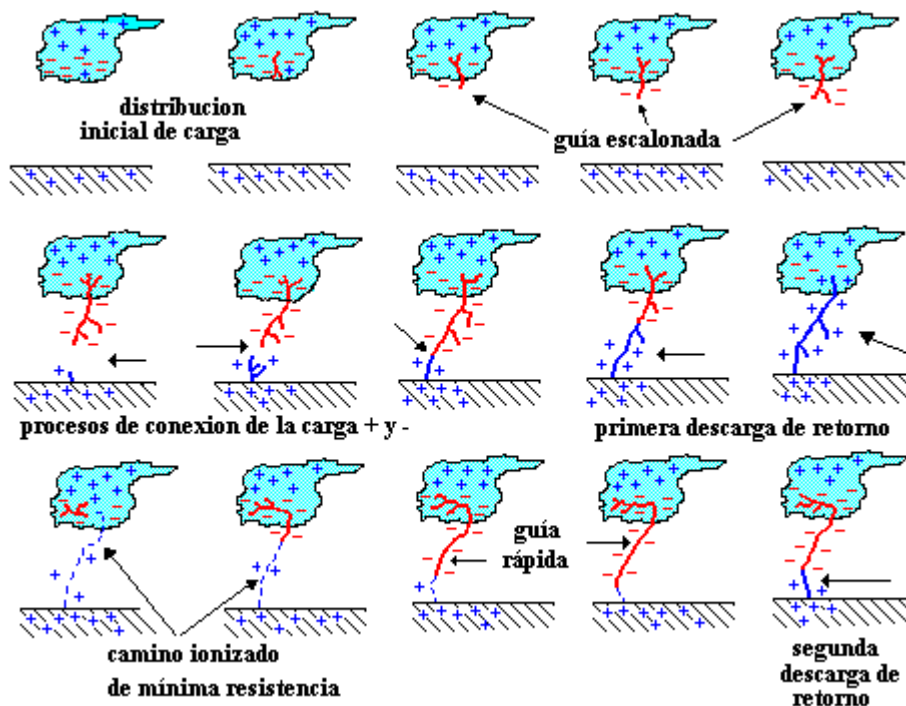 distribucion
inicial de carga
guía escalonada
procesos de conexion de la carga + y -
primera descarga de retorno
guía
rápida
camino ionizado
de mínima resistencia
segunda
descarga de
retorno